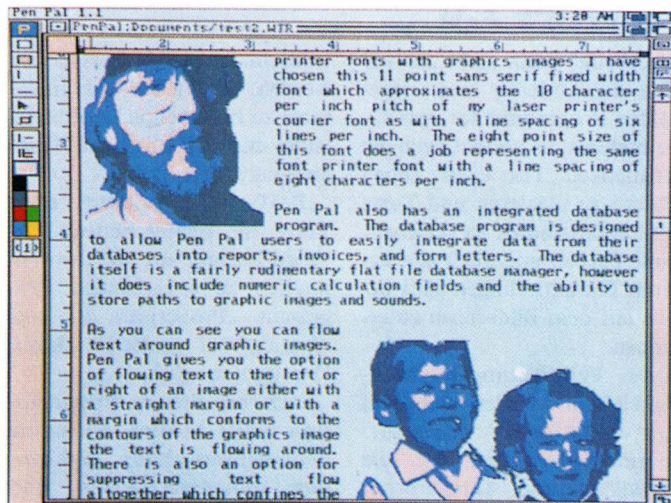 Pen Pal 1.1 3:28 AM
PenPal:Documents/test2.WTR
2 3 4 5 6 7
3
4
5
6
printer fonts with graphics images I have
chosen this 11 point sans serif fixed width
font which approximates the 10 character
per inch pitch of my laser printer's
courier font as with a line spacing of six
lines per inch. The eight point size of
this font does a job representing the same
font printer font with a line spacing of
eight characters per inch.
Pen Pal also has an integrated database
program. The database program is designed
to allow Pen Pal users to easily integrate data from their
databases into reports, invoices, and form letters. The database
itself is a fairly rudimentary flat file database manager, however
it does include numeric calculation fields and the ability to
store paths to graphic images and sounds.
As you can see you can flow
text around graphic images.
Pen Pal gives you the option
of flowing text to the left or
right of an image either with
a straight margin or with a
margin which conforms to the
contours of the graphics image
the text is flowing around.
There is also an option for
suppressing text flow
altogether which confines the